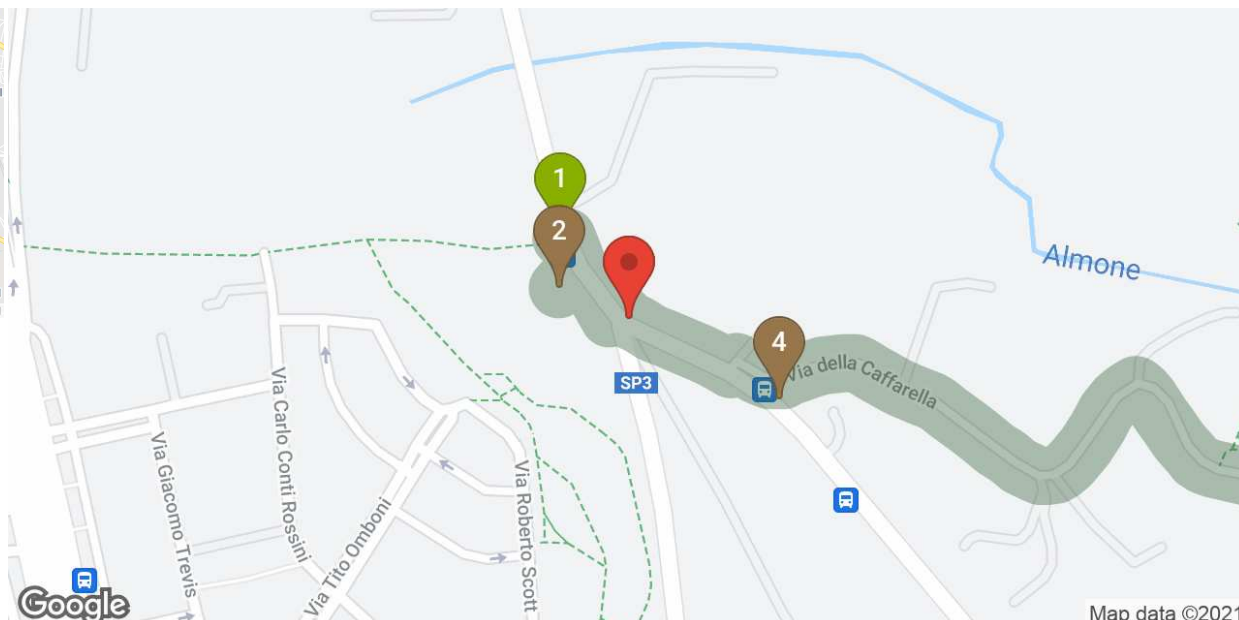 1
2
Almone
4
SP3
Via della Caffarella
Via Carlo Conti Rossini
Via Giacomo Trevis
Via Tito Omboni
Via Roberto Scott
Google
Map data ©2021